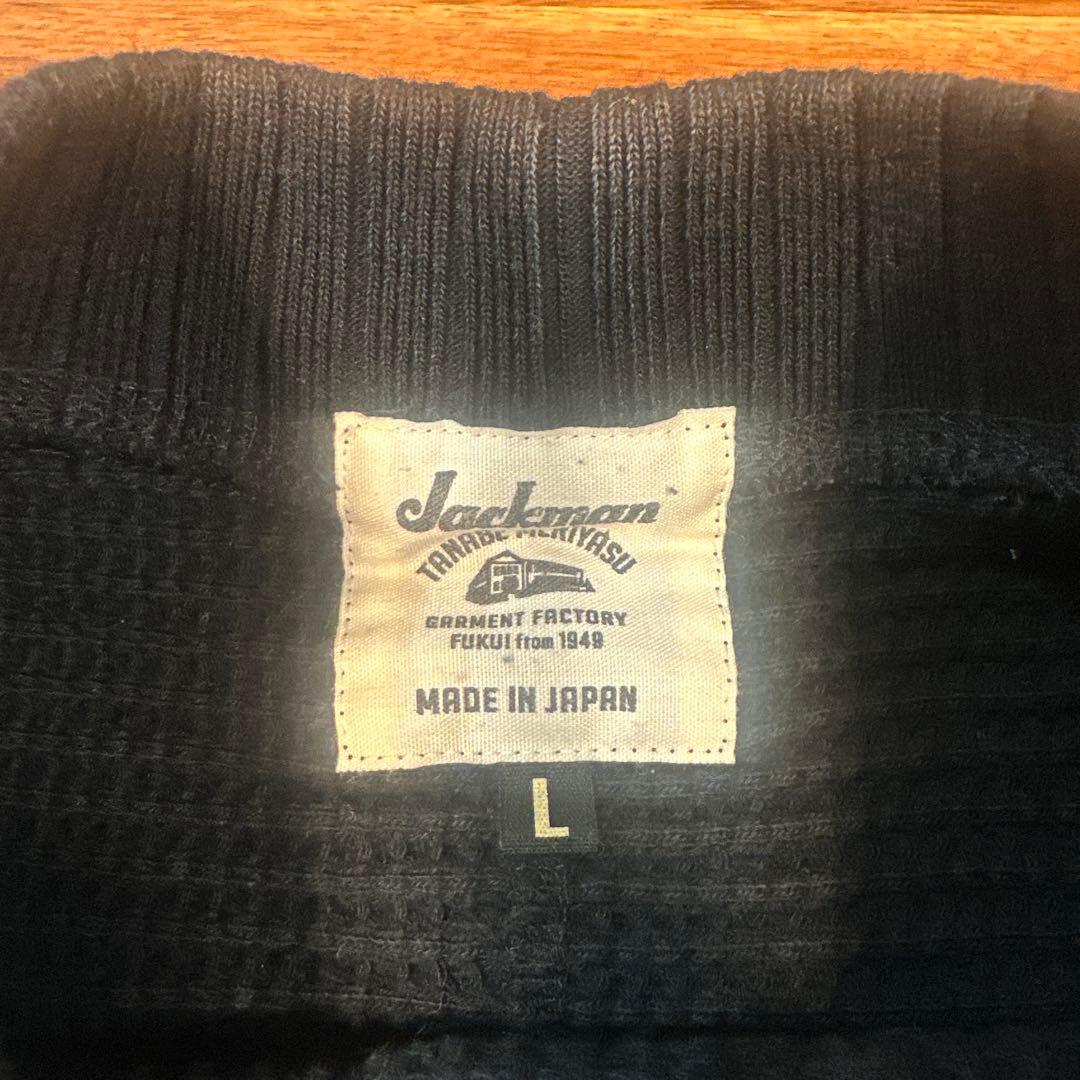 Jackman
TANABE MERIYASU
GARMENT FACTORY
FUKUI from 1949
MADE IN JAPAN
L